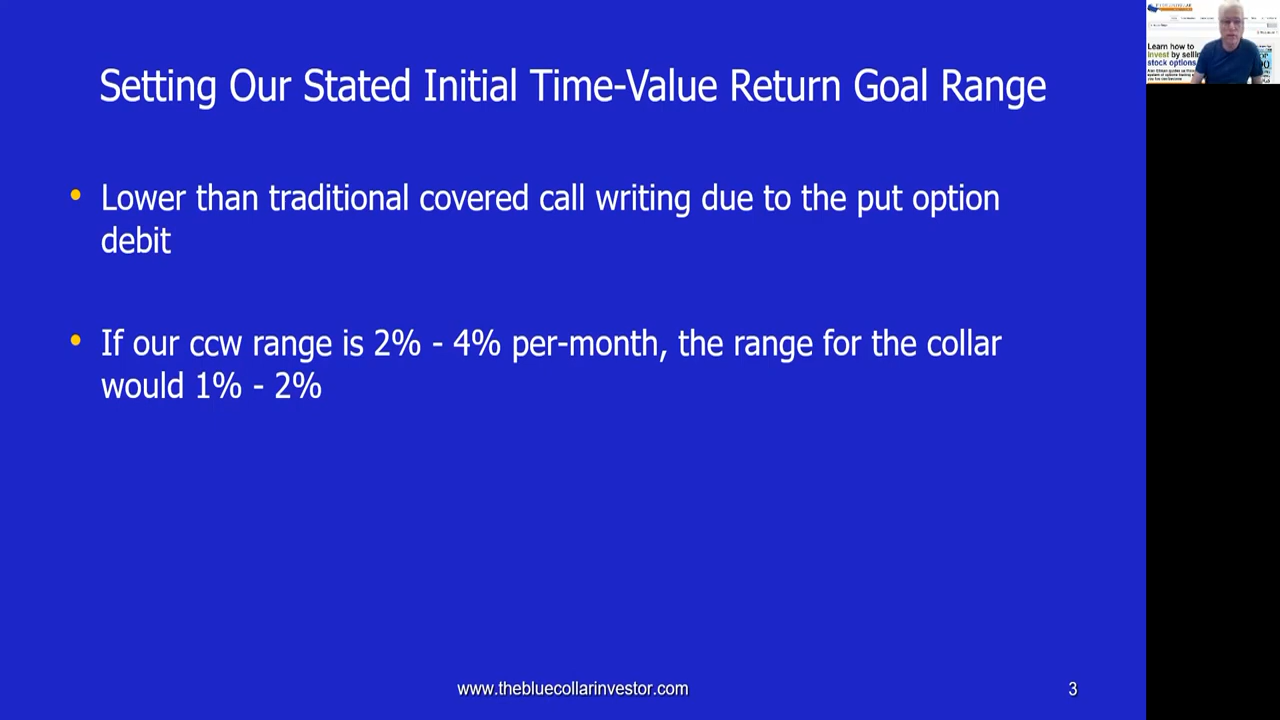 Setting Our Stated Initial Time-Value Return Goal Range
• Lower than traditional covered call writing due to the put option
debit
• If our ccw range is 2% - 4% per-month, the range for the collar
would 1% - 2%
www.thebluecollarinvestor.com
3
Learn how to
invest by selling
stock options